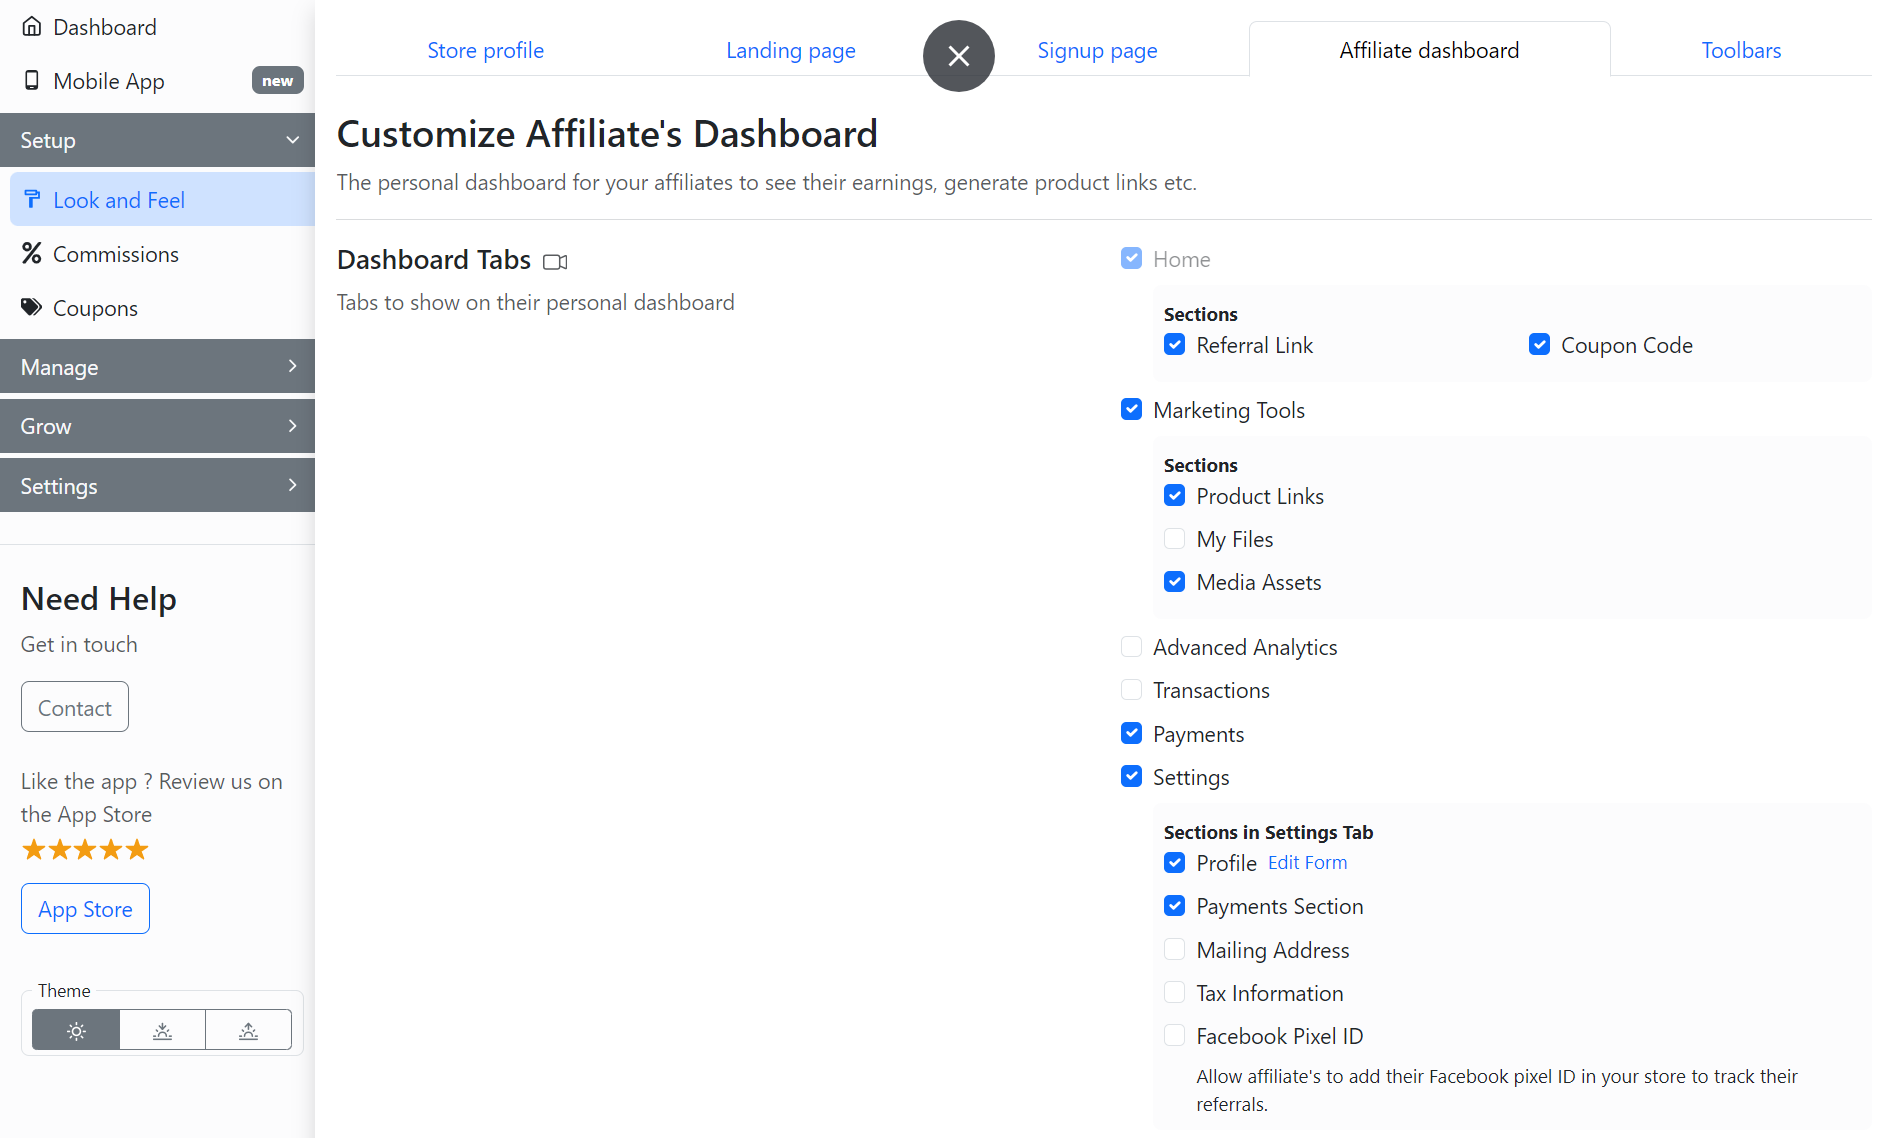 Dashboard
Mobile App new
Setup
Look and Feel
Commissions
Coupons
Manage
Grow
Settings
Need Help
Get in touch
Contact
Like the app ? Review us on
the App Store
App Store
Theme
Store profile
Landing page
Signup page
Affiliate dashboard
Toolbars
Customize Affiliate's Dashboard
The personal dashboard for your affiliates to see their earnings, generate product links etc.
Dashboard Tabs
Tabs to show on their personal dashboard
Home
Sections
Referral Link
Coupon Code
Marketing Tools
Sections
Product Links
My Files
Media Assets
Advanced Analytics
Transactions
Payments
Settings
Sections in Settings Tab
Profile Edit Form
Payments Section
Mailing Address
Tax Information
Facebook Pixel ID
Allow affiliate's to add their Facebook pixel ID in your store to track their
referrals.